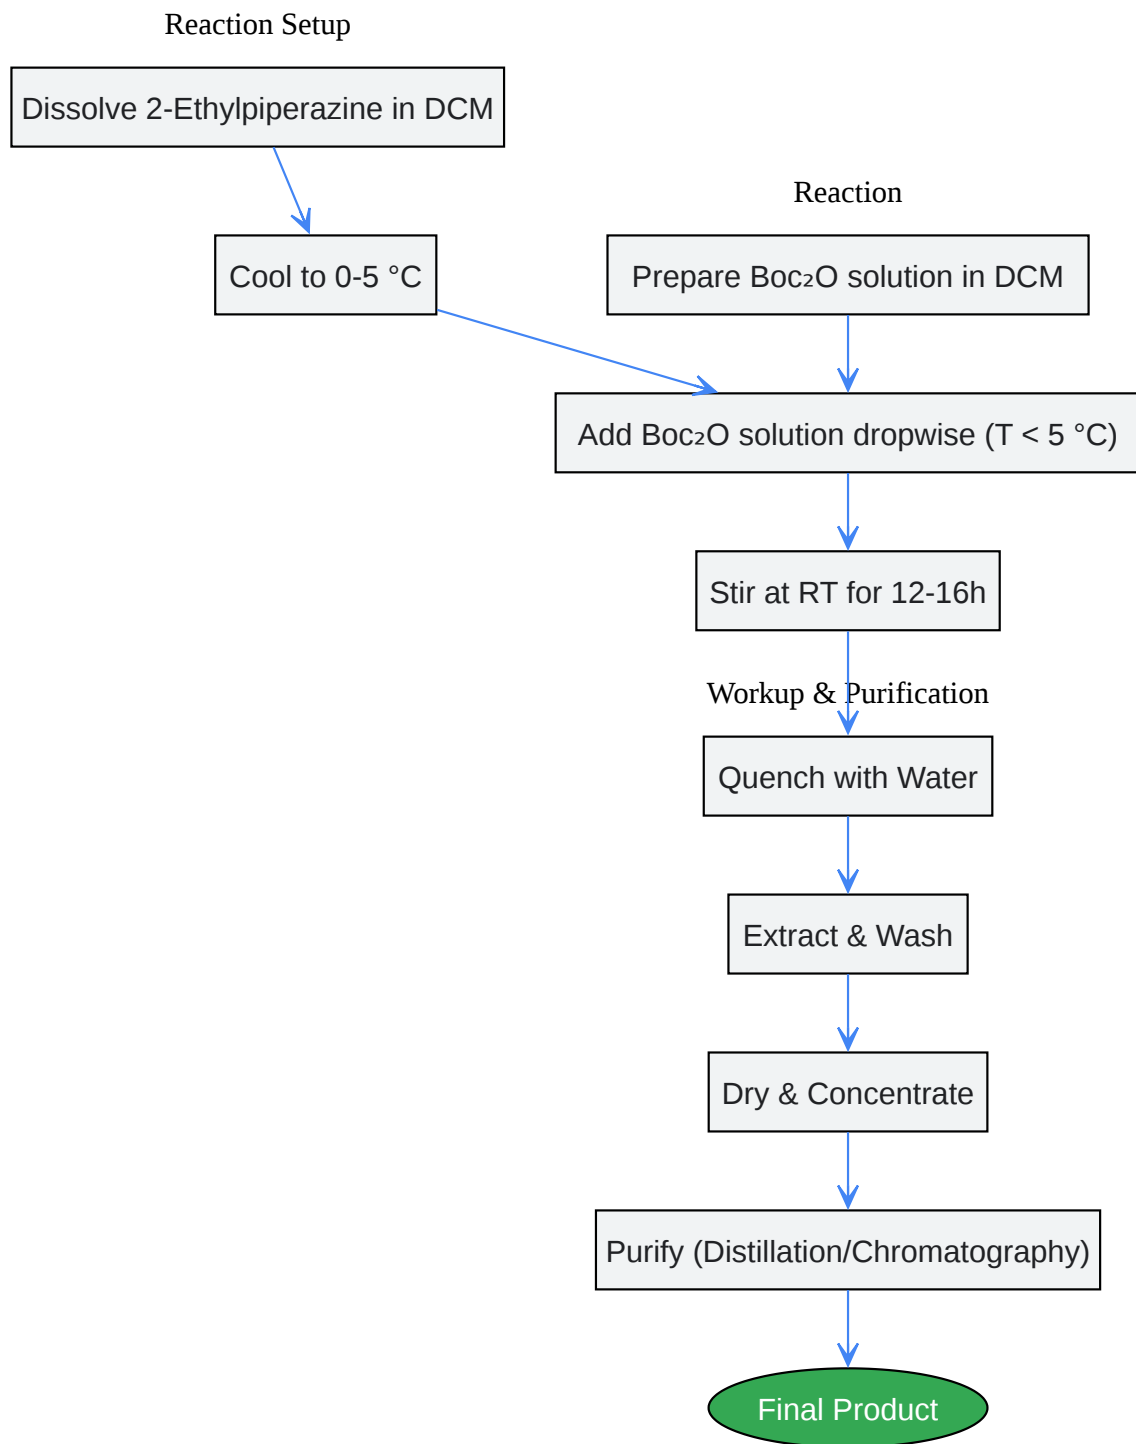 Reaction Setup
Dissolve 2-Ethylpiperazine in DCM
Cool to 0-5 °C
Reaction
Prepare Boc₂O solution in DCM
Add Boc₂O solution dropwise (T < 5 °C)
Stir at RT for 12-16h
Workup & Purification
Quench with Water
Extract & Wash
Dry & Concentrate
Purify (Distillation/Chromatography)
Final Product